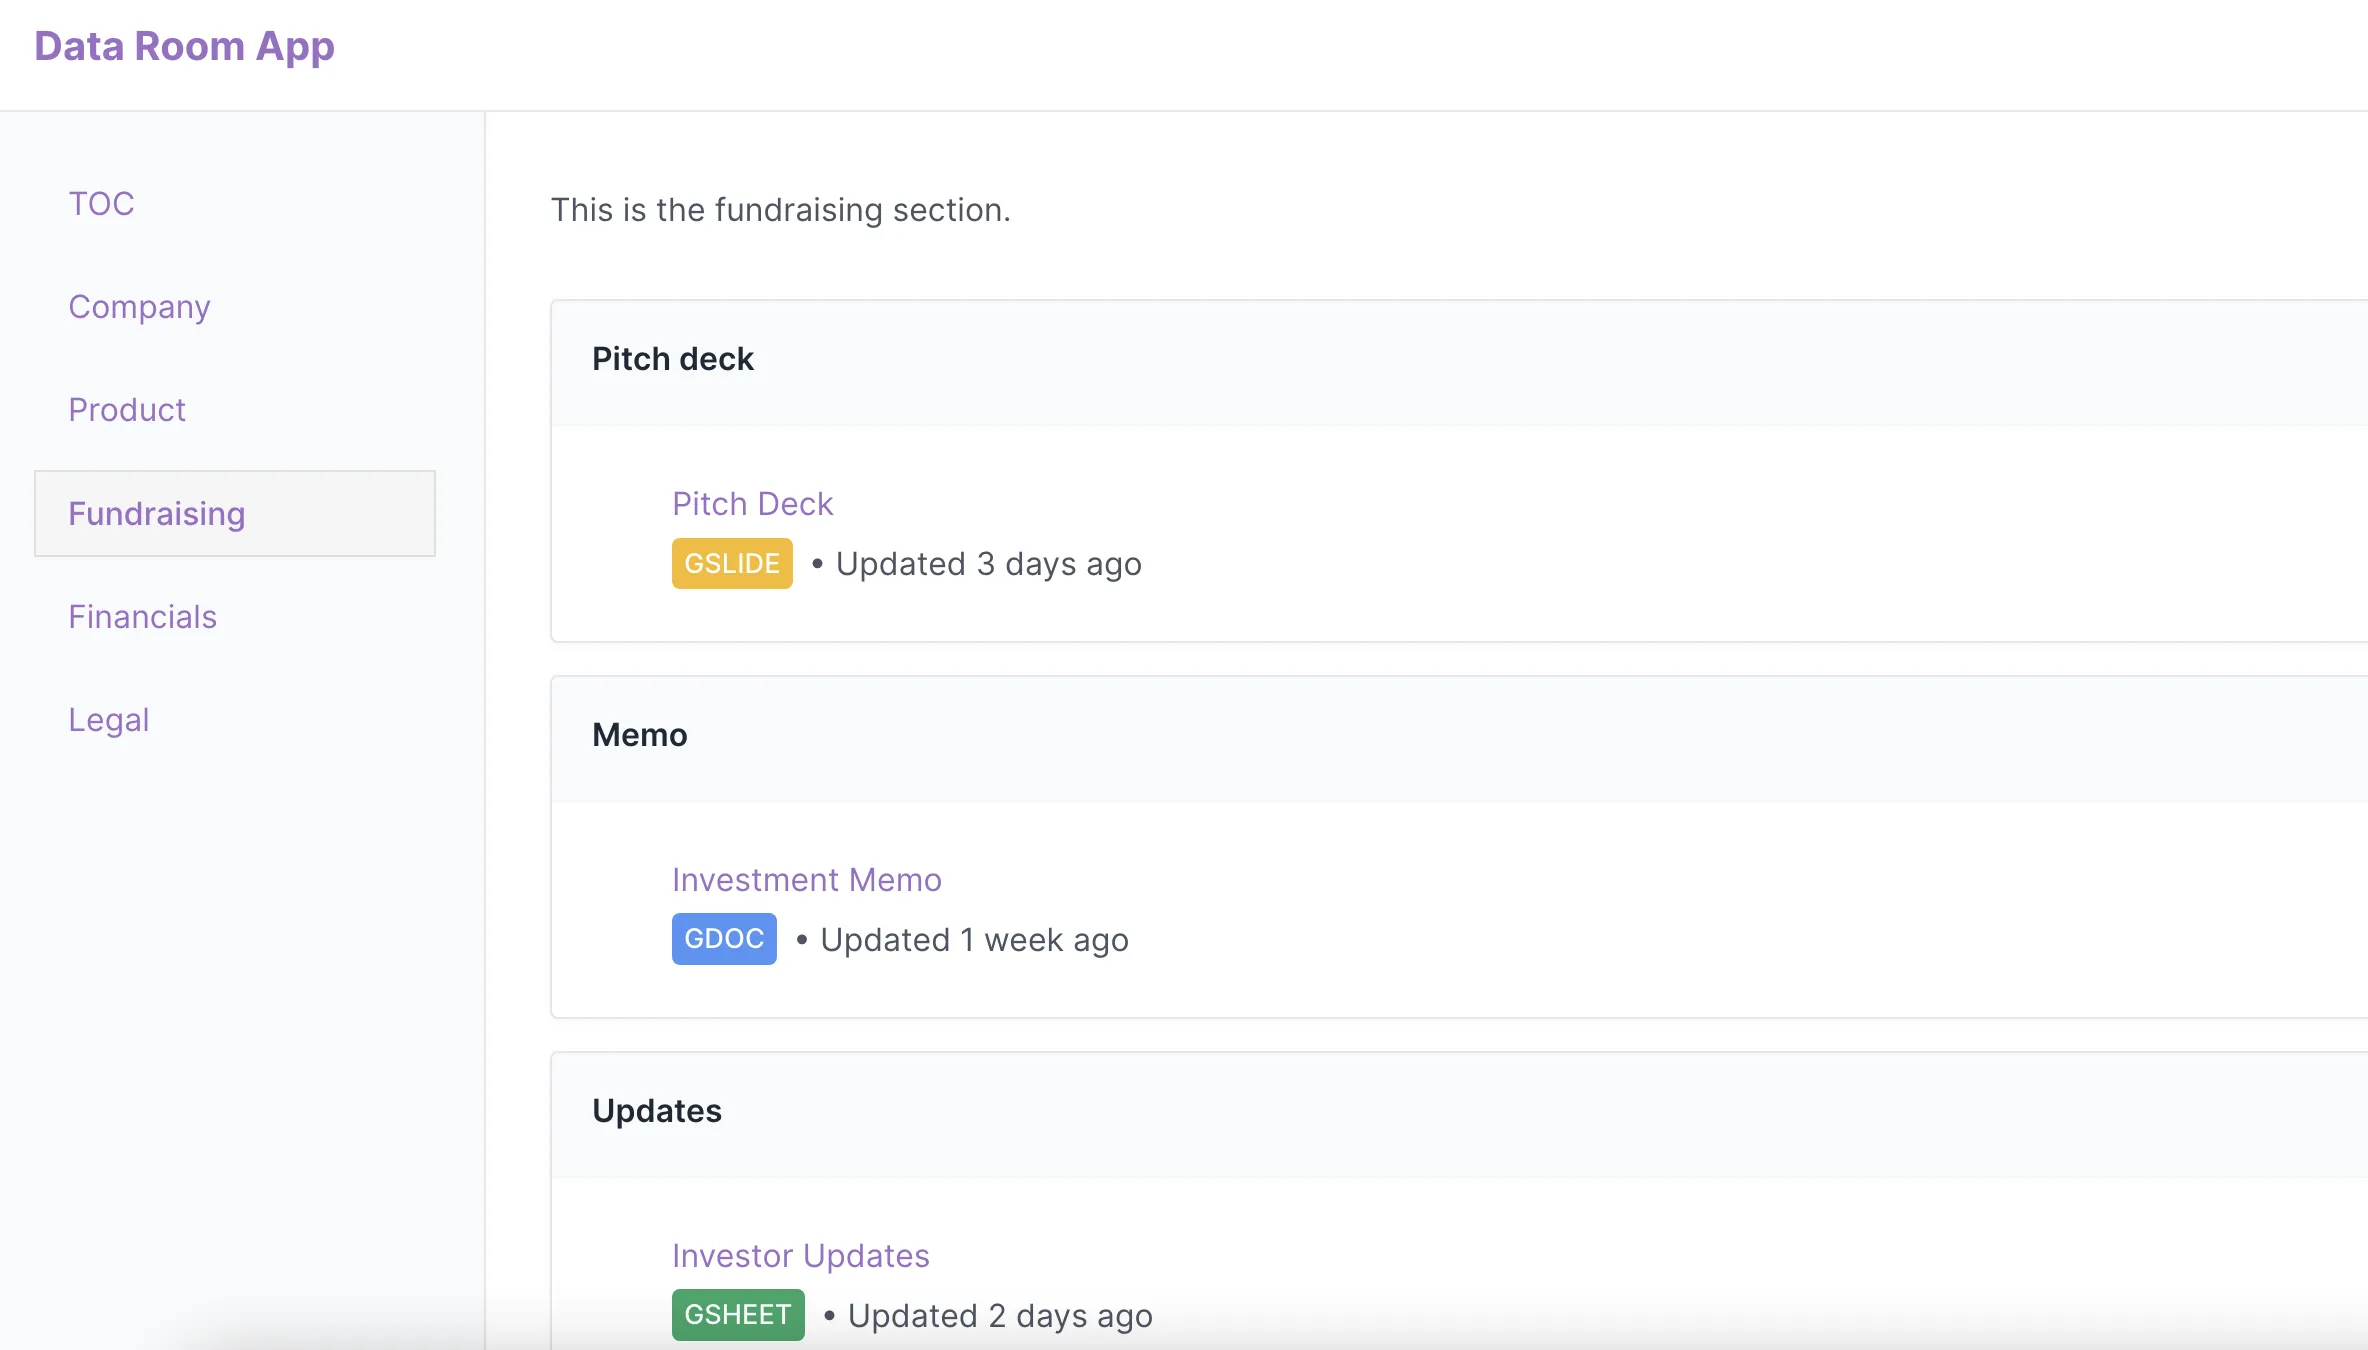 Data Room App
TOC
Company
Product
Fundraising
Financials
Legal
This is the fundraising section.
Pitch deck
Pitch Deck
GSLIDE • Updated 3 days ago
Memo
Investment Memo
GDOC • Updated 1 week ago
Updates
Investor Updates
GSHEET • Updated 2 days ago